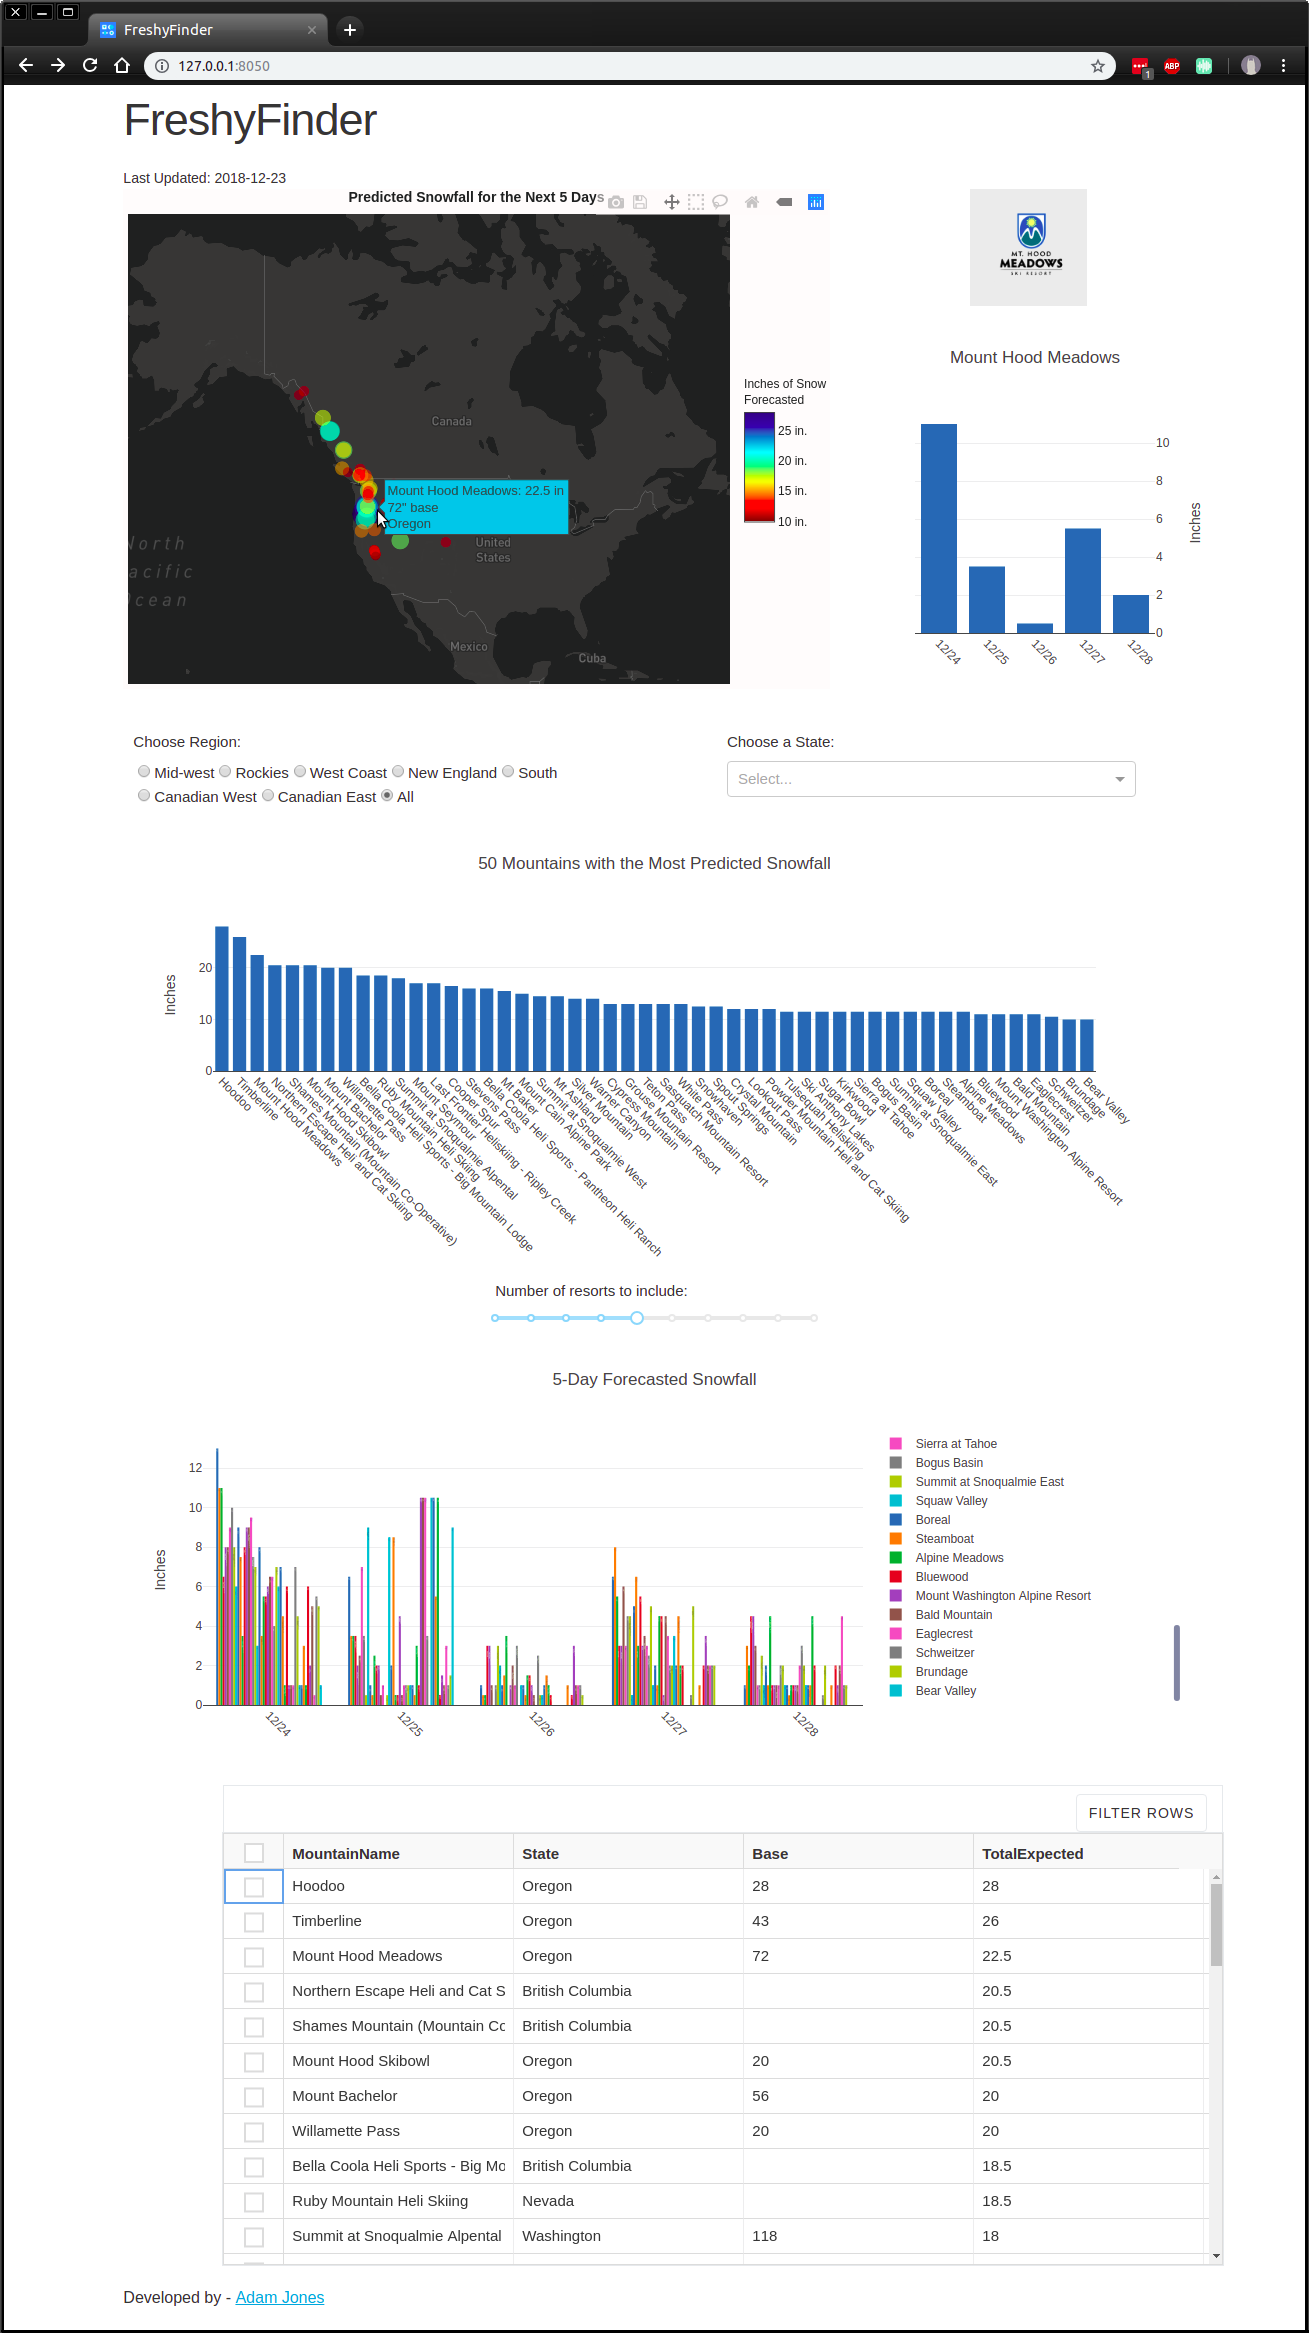 FreshyFinder
127.0.0.1:8050
1
ABP
FreshyFinder
Last Updated: 2018-12-23
Predicted Snowfall for the Next 5 Days
MT. HOOD
MEADOWS
SKI RESORT
Mount Hood Meadows
Canada
United
States
Mexico
Cuba
Mount Hood Meadows: 22.5 in
72" base
Oregon
Inches of Snow
Forecasted
25 in.
20 in.
15 in.
10 in.
10
8
6
4
2
0
Inches
12/24
12/25
12/26
12/27
12/28
Choose Region:
Mid-west Rockies West Coast New England South
Canadian West Canadian East All
Choose a State:
Select...
50 Mountains with the Most Predicted Snowfall
20
10
0
Inches
Hoodoo
Timberline
Mount Hood Meadows
Northern Escape Heli and Cat Skiing
Shames Mountain (Mountain Co-Operative)
Mount Hood Skibowl
Mount Bachelor
Willamette Pass
Bella Coola Heli Sports - Big Mountain Lodge
Ruby Mountain Heli Skiing
Summit at Snoqualmie Alpental
Mount Seymour
Last Frontier Heliskiing - Ripley Creek
Cooper Spur
Stevens Pass
Bella Coola Heli Sports - Pantheon Heli Ranch
Mt Baker
Mount Cain Alpine Park
Summit at Snoqualmie West
Mt Ashland
Silver Mountain
Warner Canyon
Cypress Mountain
Grouse Mountain Resort
Teton Pass
Sasquatch Mountain Resort
White Pass
Snowhaven
Spout Springs
Crystal Mountain
Lookout Pass
Powder Mountain Heli and Cat Skiing
Tulsequah Heliskiing
Ski Anthony Lakes
Sugar Bowl
Kirkwood
Sierra at Tahoe
Bogus Basin
Summit at Snoqualmie East
Squaw Valley
Boreal
Steamboat
Alpine Meadows
Bluewood
Mount Washington Alpine Resort
Bald Mountain
Eaglecrest
Schweitzer
Brundage
Bear Valley
Number of resorts to include:
5-Day Forecasted Snowfall
12
10
8
6
4
2
0
Inches
12/24
12/25
12/26
12/27
12/28
Sierra at Tahoe
Bogus Basin
Summit at Snoqualmie East
Squaw Valley
Boreal
Steamboat
Alpine Meadows
Bluewood
Mount Washington Alpine Resort
Bald Mountain
Eaglecrest
Schweitzer
Brundage
Bear Valley
FILTER ROWS
MountainName State Base TotalExpected
Hoodoo Oregon 28 28
Timberline Oregon 43 26
Mount Hood Meadows Oregon 72 22.5
Northern Escape Heli and Cat S British Columbia 20.5
Shames Mountain (Mountain Co British Columbia 20.5
Mount Hood Skibowl Oregon 20 20.5
Mount Bachelor Oregon 56 20
Willamette Pass Oregon 20 20
Bella Coola Heli Sports - Big Mo British Columbia 18.5
Ruby Mountain Heli Skiing Nevada 18.5
Summit at Snoqualmie Alpental Washington 118 18
Developed by - Adam Jones